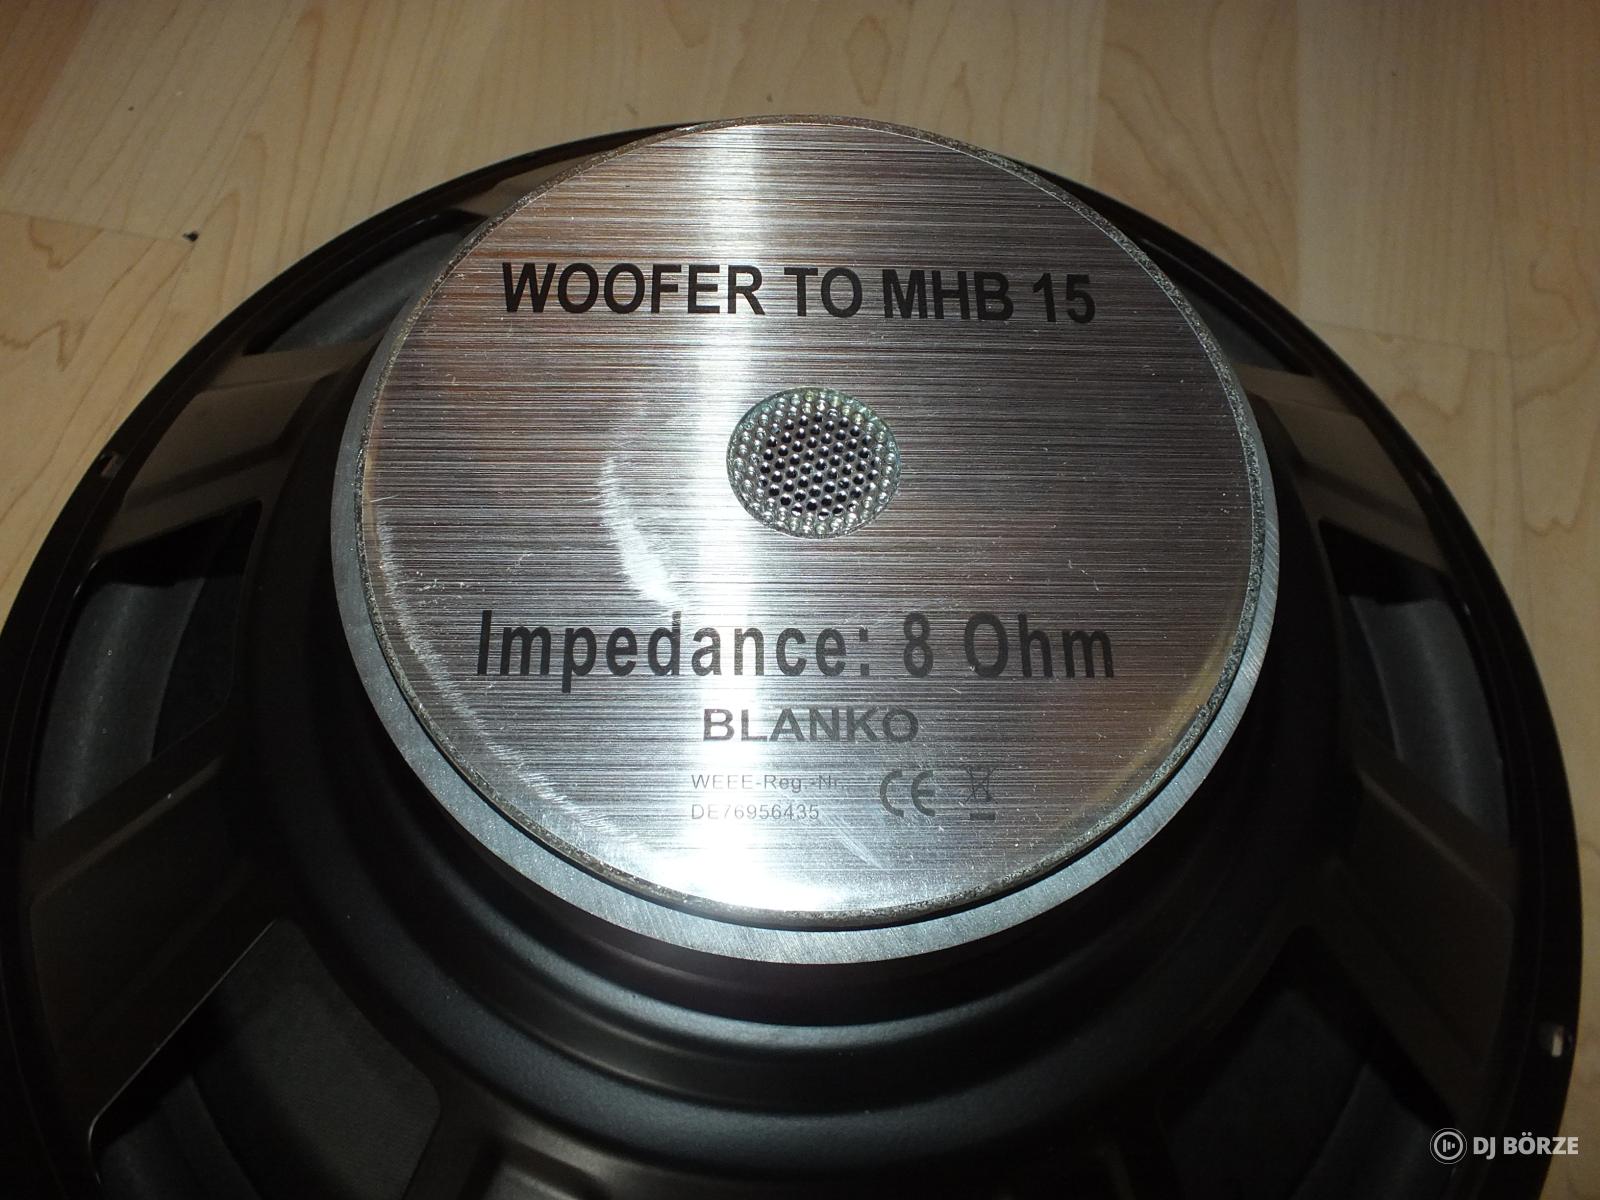 WOOFER TO MHB 15
Impedance: 8 Ohm
BLANKO
WEEE-Reg.-Nr.
DE76956435
CE
DJ BÖRZE